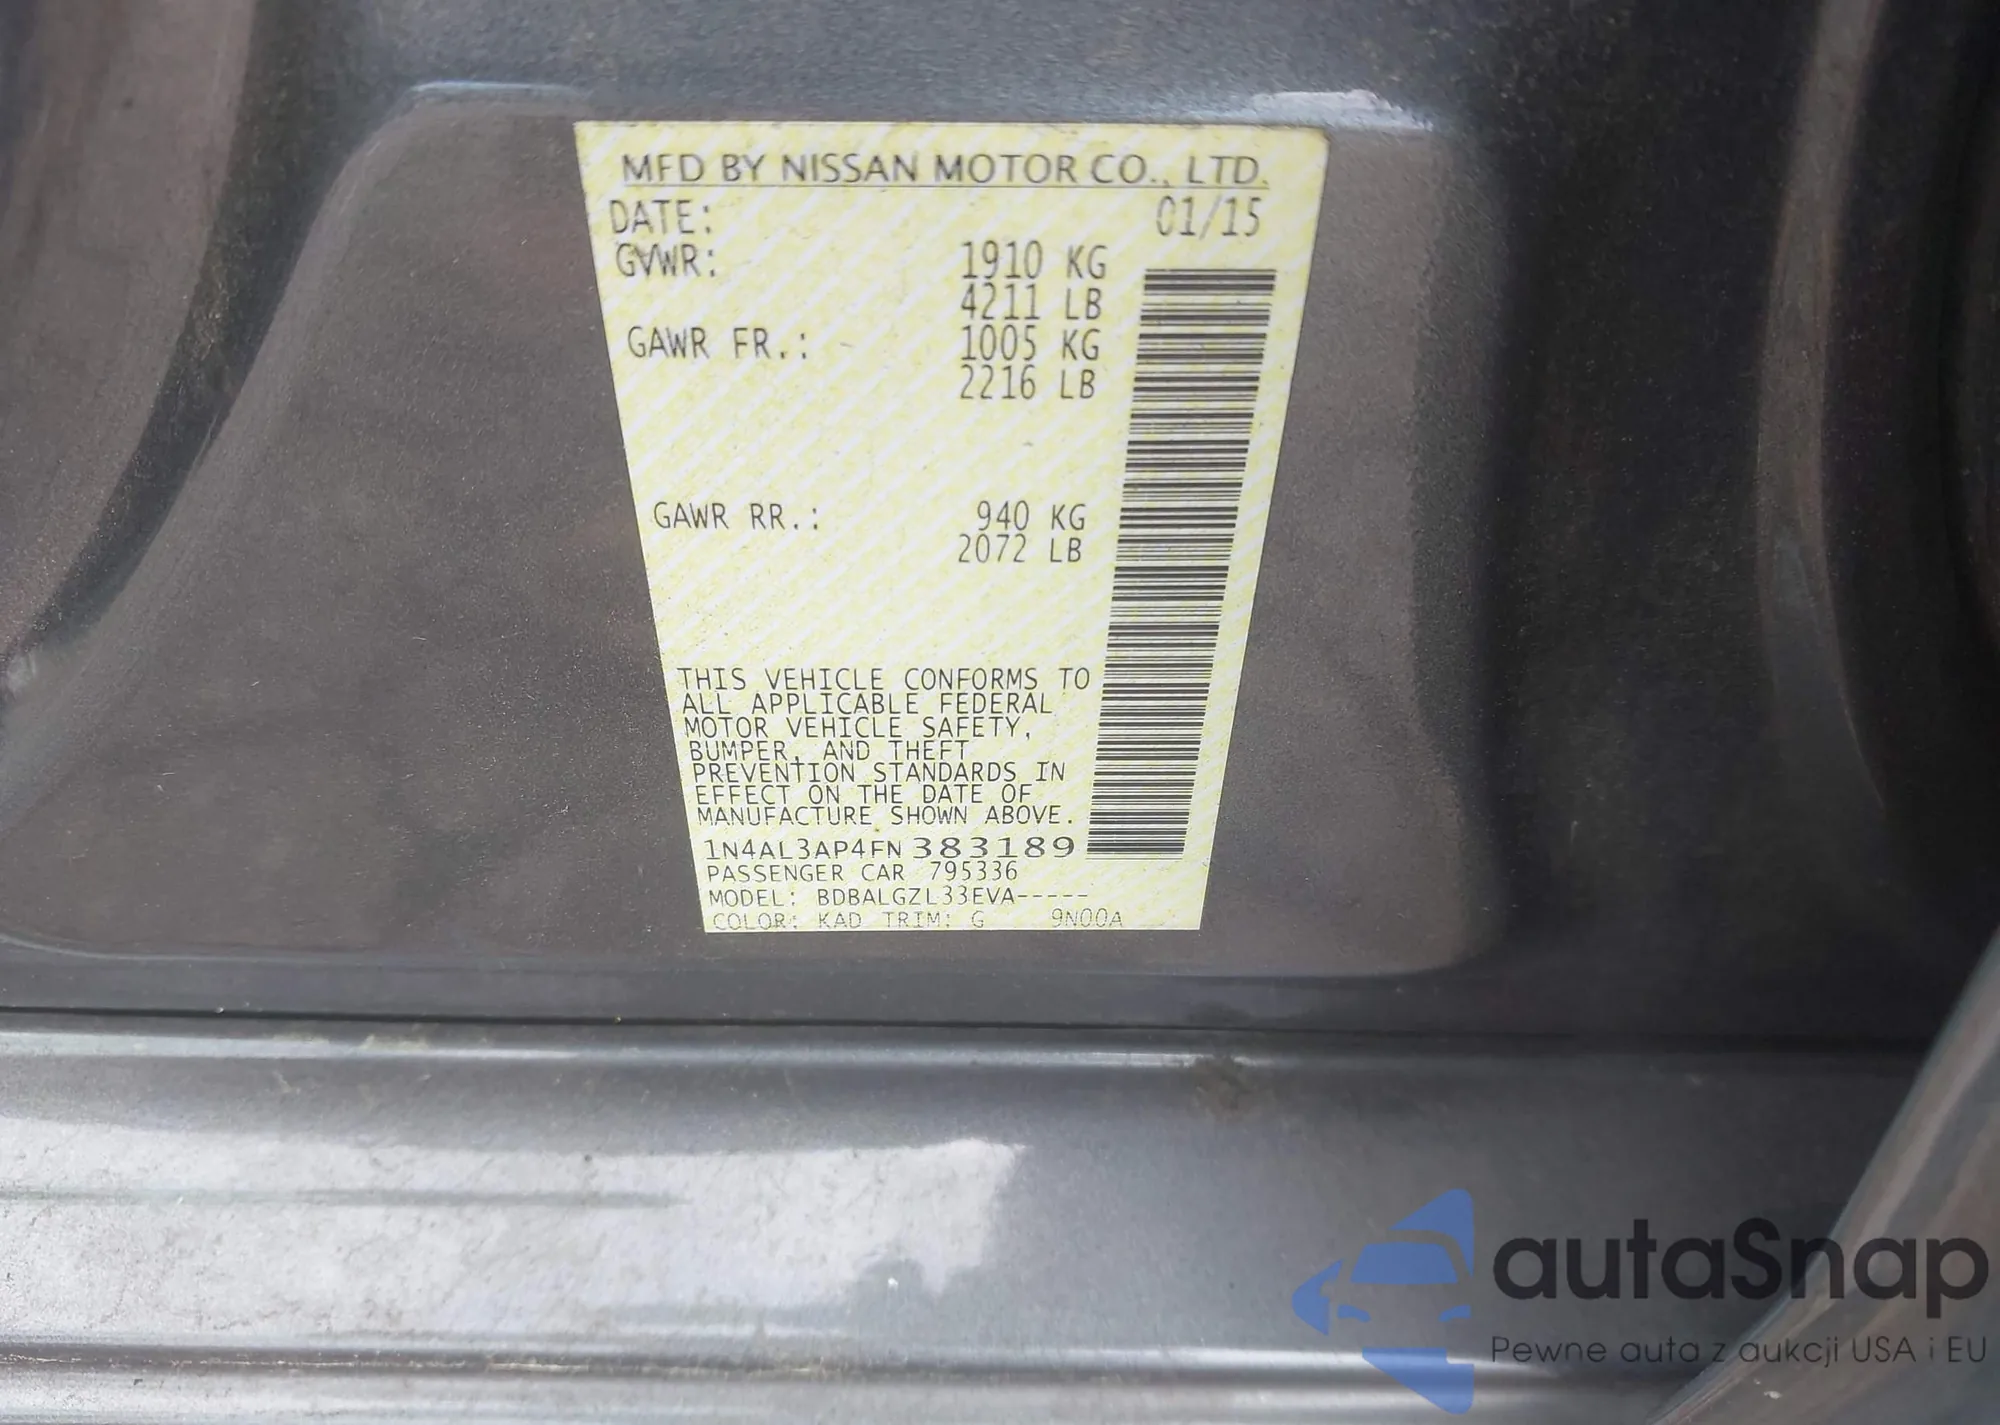 MFD BY NISSAN MOTOR CO., LTD.
DATE: 01/15
GVWR: 1910 KG
4211 LB
GAWR FR.: 1005 KG
2216 LB
GAWR RR.: 940 KG
2072 LB
THIS VEHICLE CONFORMS TO
ALL APPLICABLE FEDERAL
MOTOR VEHICLE SAFETY,
BUMPER, AND THEFT
PREVENTION STANDARDS IN
EFFECT ON THE DATE OF
MANUFACTURE SHOWN ABOVE.
1N4AL3AP4FN383189
PASSENGER CAR 795336
MODEL: BDBALGZL33EVA-----
COLOR: KAD TRIM: G 9N00A
autaSnap
Pewne auta z aukcji USA i EU